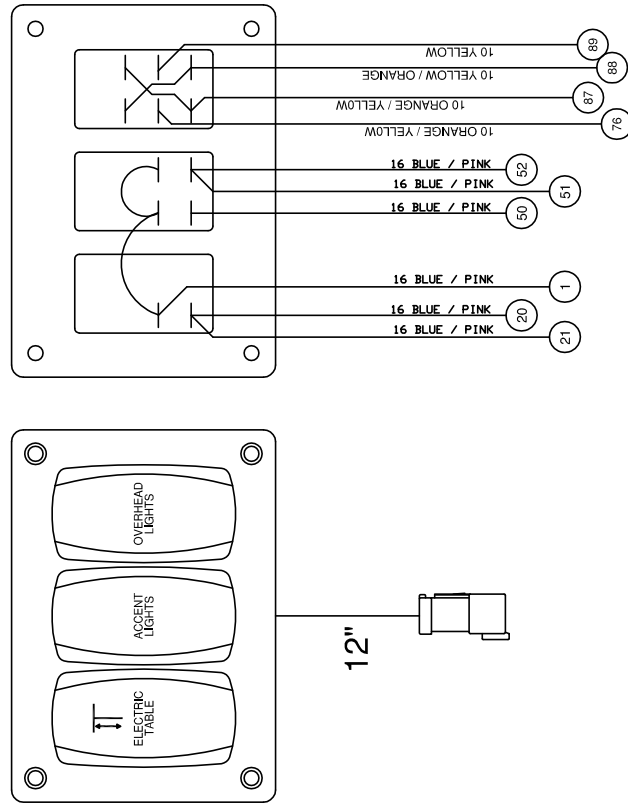 10 YELLOW
89
10 YELLOW / ORANGE
88
10 ORANGE / YELLOW
87
10 ORANGE / YELLOW
76
16 BLUE / PINK
52
16 BLUE / PINK
51
16 BLUE / PINK
50
16 BLUE / PINK
1
16 BLUE / PINK
20
16 BLUE / PINK
21
OVERHEAD
LIGHTS
ACCENT
LIGHTS
ELECTRIC
TABLE
12"